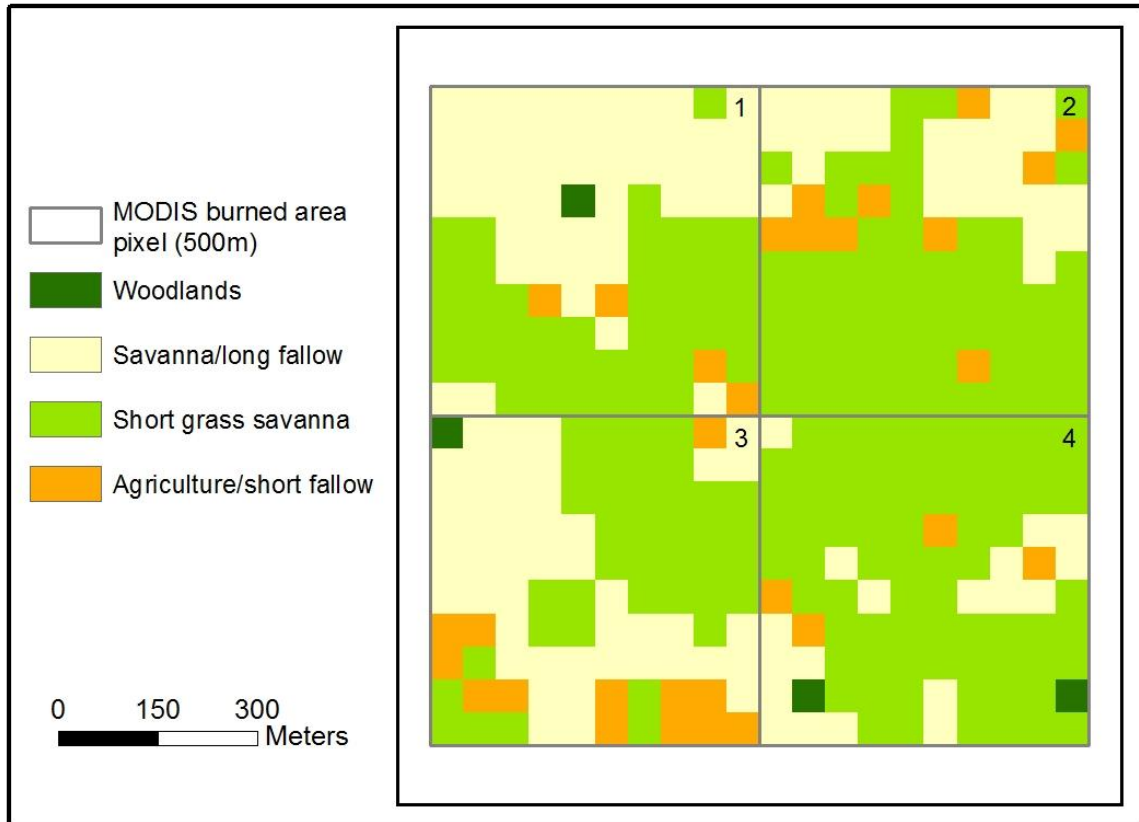 MODIS burned area
pixel (500m)
Woodlands
Savanna/long fallow
Short grass savanna
Agriculture/short fallow
0 150 300
Meters
1 2
3 4